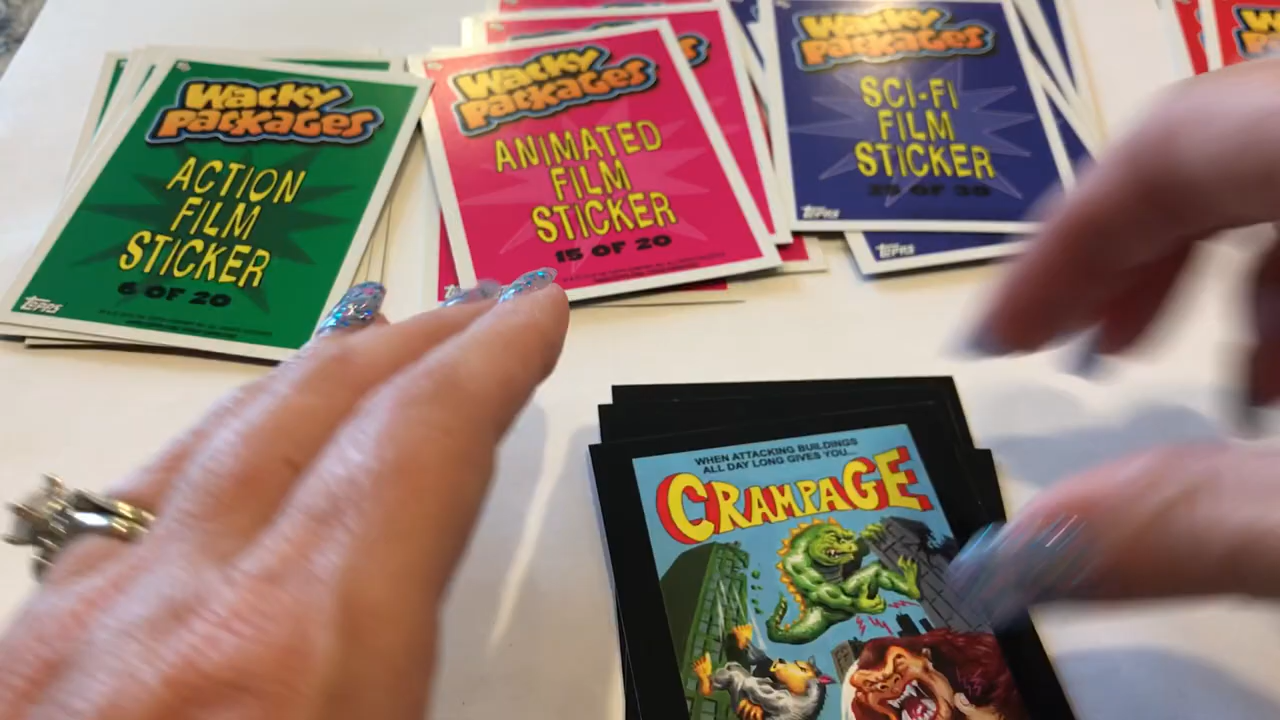 Wacky
Packages
ACTION
FILM
STICKER
6 OF 20
TOPPS
Wacky
Packages
ANIMATED
FILM
STICKER
15 OF 20
Wacky
Packages
SCI-FI
FILM
STICKER
TOPPS
TOPPS
WHEN ATTACKING BUILDINGS
ALL DAY LONG GIVES YOU...
CRAMPAGE